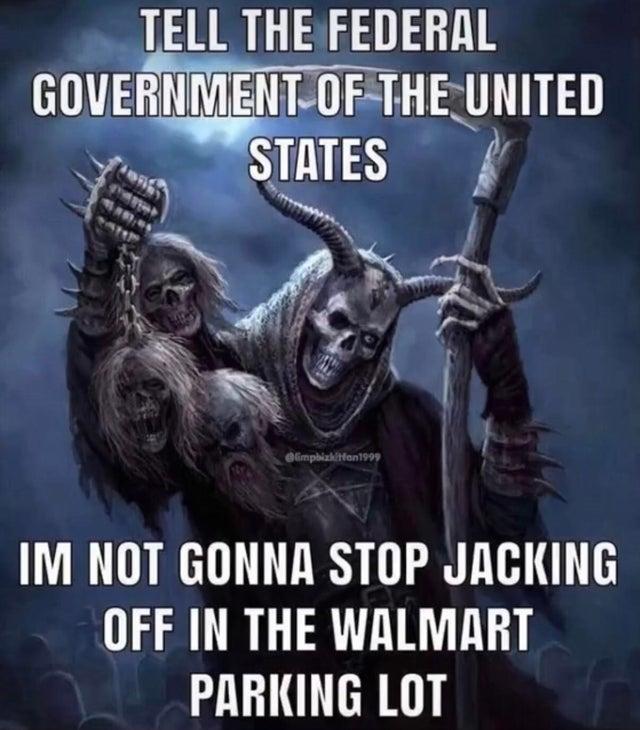 TELL THE FEDERAL
GOVERNMENT OF THE UNITED
STATES
@limpbizkitfan1999
IM NOT GONNA STOP JACKING
OFF IN THE WALMART
PARKING LOT